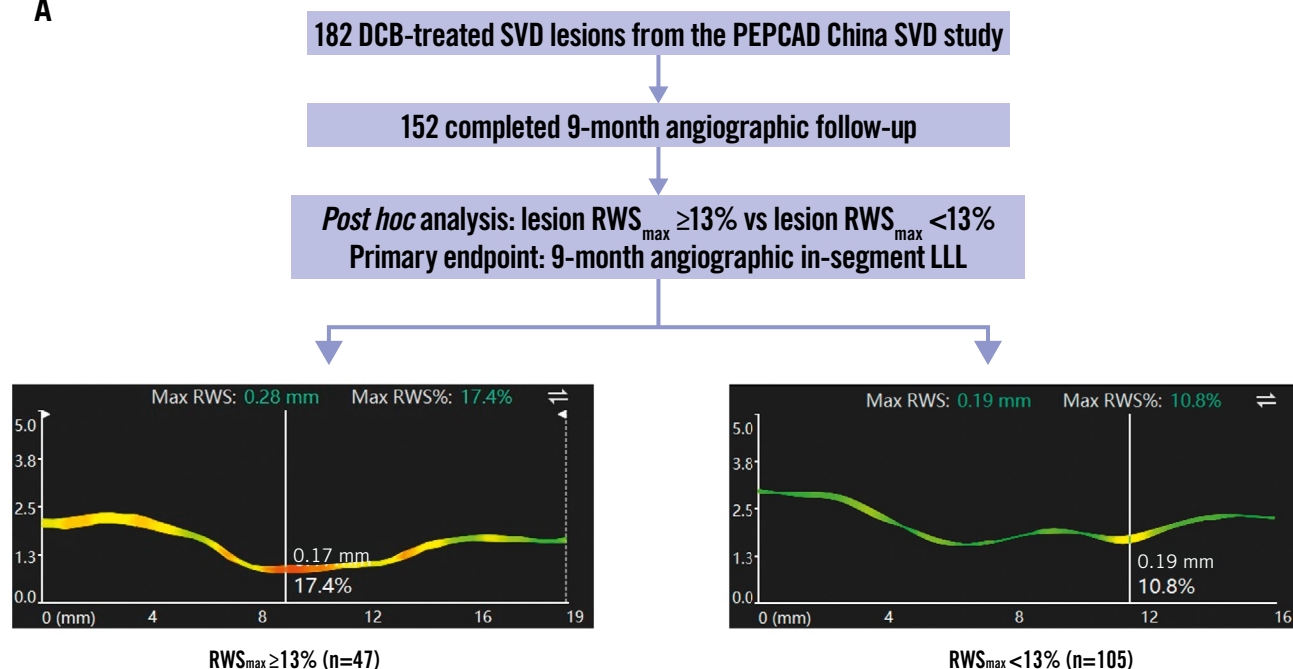 A
182 DCB-treated SVD lesions from the PEPCAD China SVD study
152 completed 9-month angiographic follow-up
Post hoc analysis: lesion RWSmax ≥13% vs lesion RWSmax <13%
Primary endpoint: 9-month angiographic in-segment LLL
Max RWS: 0.28 mm Max RWS%: 17.4%
5.0
3.8
2.5
1.3
0.0
0.17 mm
17.4%
0 (mm) 4 8 12 16 19
RWSmax ≥13% (n=47)
Max RWS: 0.19 mm Max RWS%: 10.8%
5.0
3.8
2.5
1.3
0.0
0.19 mm
10.8%
0 (mm) 4 8 12 16
RWSmax <13% (n=105)